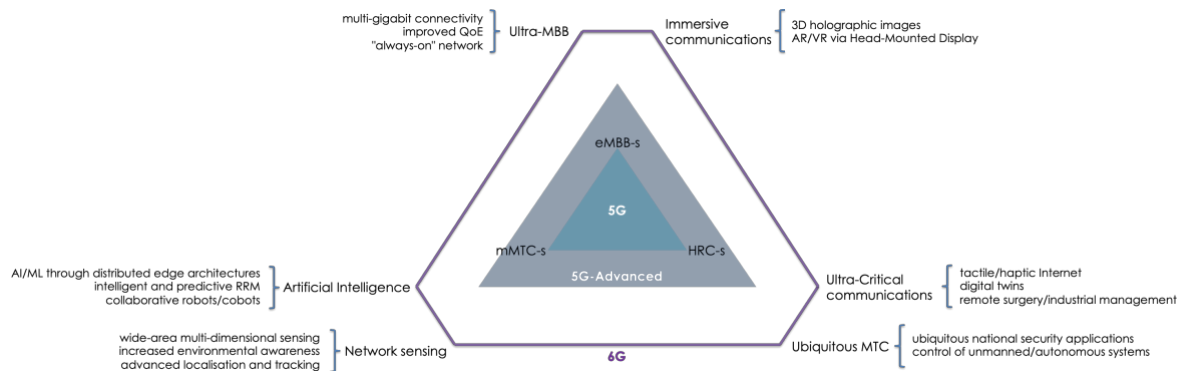 multi-gigabit connectivity
improved QoE
"always-on" network
Ultra-MBB
Immersive
communications
3D holographic images
AR/VR via Head-Mounted Display
eMBB-s
5G
mMTC-s
HRC-s
5G-Advanced
AI/ML through distributed edge architectures
intelligent and predictive RRM
collaborative robots/cobots
Artificial Intelligence
Ultra-Critical
communications
tactile/haptic Internet
digital twins
remote surgery/industrial management
wide-area multi-dimensional sensing
increased environmental awareness
advanced localisation and tracking
Network sensing
6G
Ubiquitous MTC
ubiquitous national security applications
control of unmanned/autonomous systems